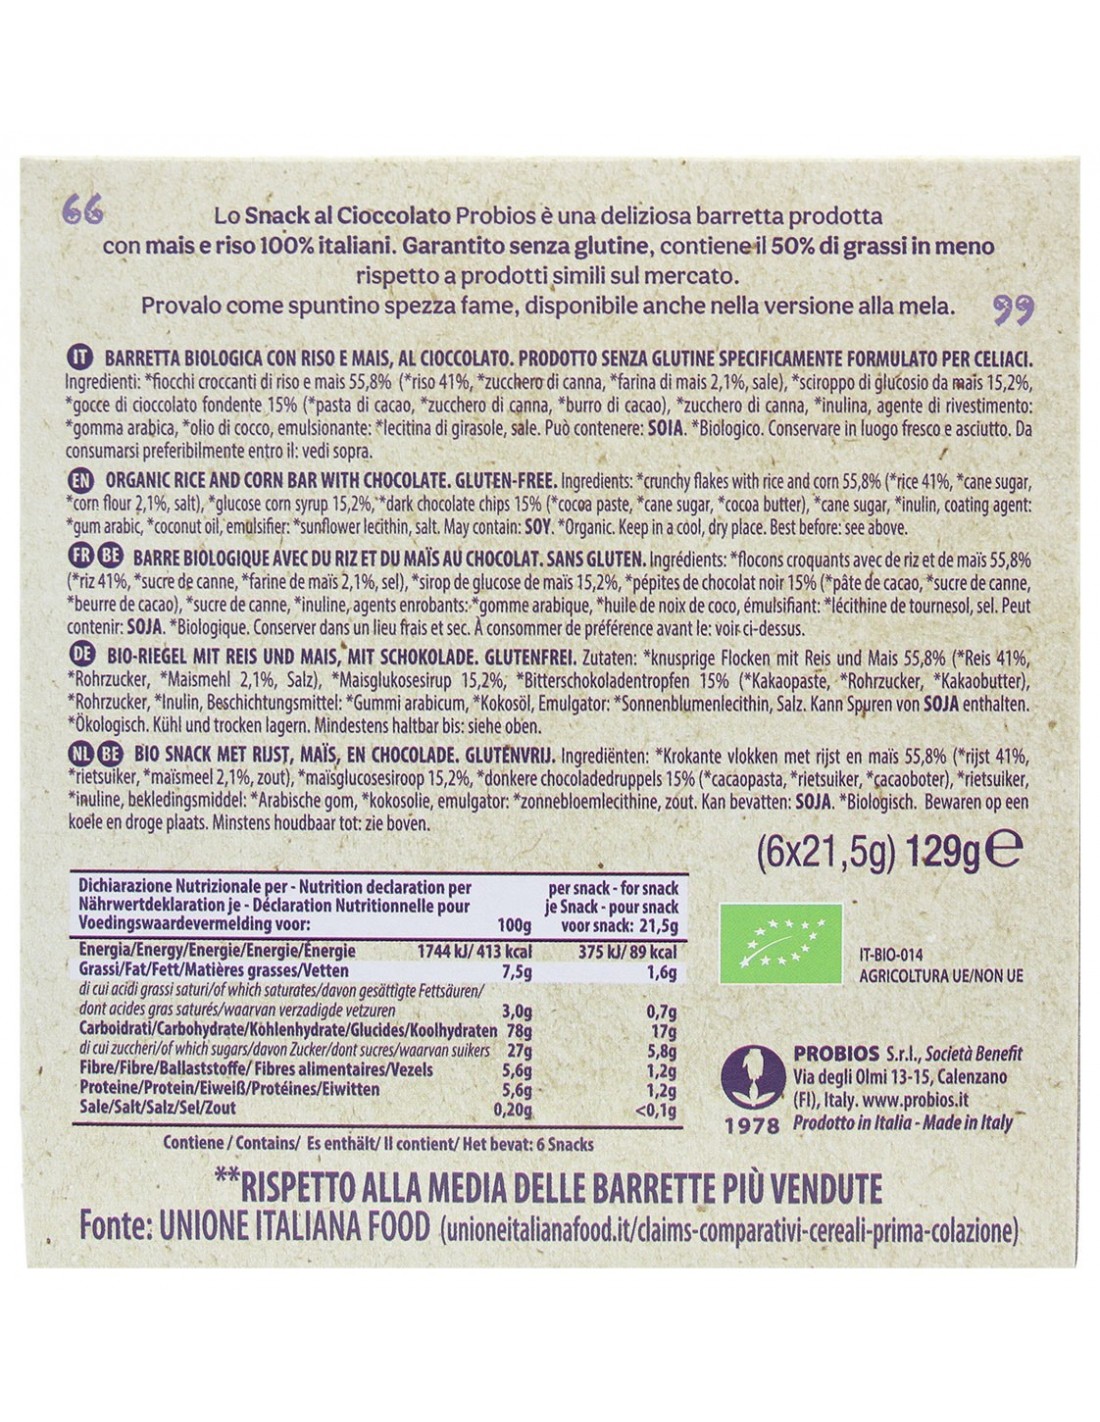 “
Lo Snack al Cioccolato Probios è una deliziosa barretta prodotta
con mais e riso 100% italiani. Garantito senza glutine, contiene il 50% di grassi in meno
rispetto a prodotti simili sul mercato.
Provalo come spuntino spezza fame, disponibile anche nella versione alla mela. ”
IT BARRETTA BIOLOGICA CON RISO E MAIS, AL CIOCCOLATO. PRODOTTO SENZA GLUTINE SPECIFICAMENTE FORMULATO PER CELIACI.
Ingredienti: *fiocchi croccanti di riso e mais 55,8% (*riso 41%, *zucchero di canna, *farina di mais 2,1%, sale), *sciroppo di glucosio da mais 15,2%,
*gocce di cioccolato fondente 15% (*pasta di cacao, *zucchero di canna, *burro di cacao), *zucchero di canna, *inulina, agente di rivestimento:
*gomma arabica, *olio di cocco, emulsionante: *lecitina di girasole, sale. Può contenere: SOIA. *Biologico. Conservare in luogo fresco e asciutto. Da
consumarsi preferibilmente entro il: vedi sopra.
EN ORGANIC RICE AND CORN BAR WITH CHOCOLATE. GLUTEN-FREE. Ingredients: *crunchy flakes with rice and corn 55,8% (*rice 41%, *cane sugar,
*corn flour 2,1%, salt), *glucose corn syrup 15,2%, *dark chocolate chips 15% (*cocoa paste, *cane sugar, *cocoa butter), *cane sugar, *inulin, coating agent:
*gum arabic, *coconut oil, emulsifier: *sunflower lecithin, salt. May contain: SOY. *Organic. Keep in a cool, dry place. Best before: see above.
FR BE BARRE BIOLOGIQUE AVEC DU RIZ ET DU MAÏS AU CHOCOLAT. SANS GLUTEN. Ingrédients: *flocons croquants avec de riz et de maïs 55,8%
(*riz 41%, *sucre de canne, *farine de maïs 2,1%, sel), *sirop de glucose de maïs 15,2%, *pépites de chocolat noir 15% (*pâte de cacao, *sucre de canne,
*beurre de cacao), *sucre de canne, *inuline, agents enrobants: *gomme arabique, *huile de noix de coco, émulsifiant: *lécithine de tournesol, sel. Peut
contenir: SOJA. *Biologique. Conserver dans un lieu frais et sec. À consommer de préférence avant le: voir ci-dessus.
DE BIO-RIEGEL MIT REIS UND MAIS, MIT SCHOKOLADE. GLUTENFREI. Zutaten: *knusprige Flocken mit Reis und Mais 55,8% (*Reis 41%,
*Rohrzucker, *Maismehl 2,1%, Salz), *Maisglukosesirup 15,2%, *Bitterschokoladentropfen 15% (*Kakaopaste, *Rohrzucker, *Kakaobutter),
*Rohrzucker, *Inulin, Beschichtungsmittel: *Gummi arabicum, *Kokosöl, Emulgator: *Sonnenblumenlecithin, Salz. Kann Spuren von SOJA enthalten.
*Ökologisch. Kühl und trocken lagern. Mindestens haltbar bis: siehe oben.
NL BE BIO SNACK MET RIJST, MAÏS, EN CHOCOLADE. GLUTENVRIJ. Ingrediënten: *Krokante vlokken met rijst en maïs 55,8% (*rijst 41%,
*rietsuiker, *maïsmeel 2,1%, zout), *maïsglucosesiroop 15,2%, *donkere chocoladedruppels 15% (*cacaopasta, *rietsuiker, *cacaoboter), *rietsuiker,
*inuline, bekledingsmiddel: *Arabische gom, *kokosolie, emulgator: *zonnebloemlecithine, zout. Kan bevatten: SOJA. *Biologisch. Bewaren op een
koele en droge plaats. Minstens houdbaar tot: zie boven.
(6x21,5g) 129g ℮
Dichiarazione Nutrizionale per - Nutrition declaration per per snack - for snack
Nährwertdeklaration je - Déclaration Nutritionnelle pour je Snack - pour snack
Voedingswaardevermelding voor: 100g voor snack: 21,5g
Energia/Energy/Energie/Energie/Énergie 1744 kJ/ 413 kcal 375 kJ/ 89 kcal
Grassi/Fat/Fett/Matières grasses/Vetten 7,5g 1,6g
di cui acidi grassi saturi/of which saturates/davon gesättigte Fettsäuren/
dont acides gras saturés/waarvan verzadigde vetzuren 3,0g 0,7g
Carboidrati/Carbohydrate/Kohlenhydrate/Glucides/Koolhydraten 78g 17g
di cui zuccheri/of which sugars/davon Zucker/dont sucres/waarvan suikers 27g 5,8g
Fibre/Fibre/Ballaststoffe/ Fibres alimentaires/Vezels 5,6g 1,2g
Proteine/Protein/Eiweiß/Protéines/Eiwitten 5,6g 1,2g
Sale/Salt/Salz/Sel/Zout 0,20g <0,1g
Contiene / Contains/ Es enthält/ Il contient/ Het bevat: 6 Snacks
IT-BIO-014
AGRICOLTURA UE/NON UE
PROBIOS S.r.l., Società Benefit
Via degli Olmi 13-15, Calenzano
(FI), Italy. www.probios.it
1978 Prodotto in Italia - Made in Italy
**RISPETTO ALLA MEDIA DELLE BARRETTE PIÙ VENDUTE
Fonte: UNIONE ITALIANA FOOD (unioneitalianafood.it/claims-comparativi-cereali-prima-colazione)